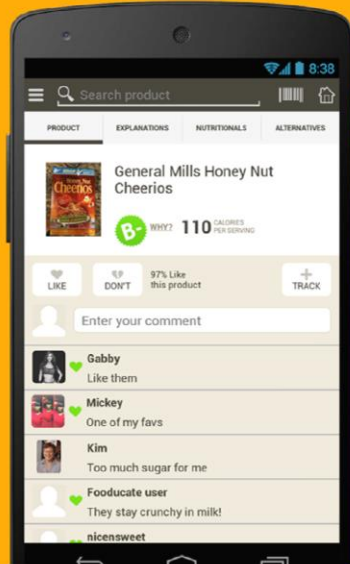 8:38
Search product
PRODUCT EXPLANATIONS NUTRITIONALS ALTERNATIVES
General Mills Honey Nut
Cheerios
Cheerios
B- WHY? 110 CALORIES
PER SERVING
LIKE DON'T 97% Like
this product TRACK
Enter your comment
Gabby
Like them
Mickey
One of my favs
Kim
Too much sugar for me
Fooducate user
They stay crunchy in milk!
nicensweet